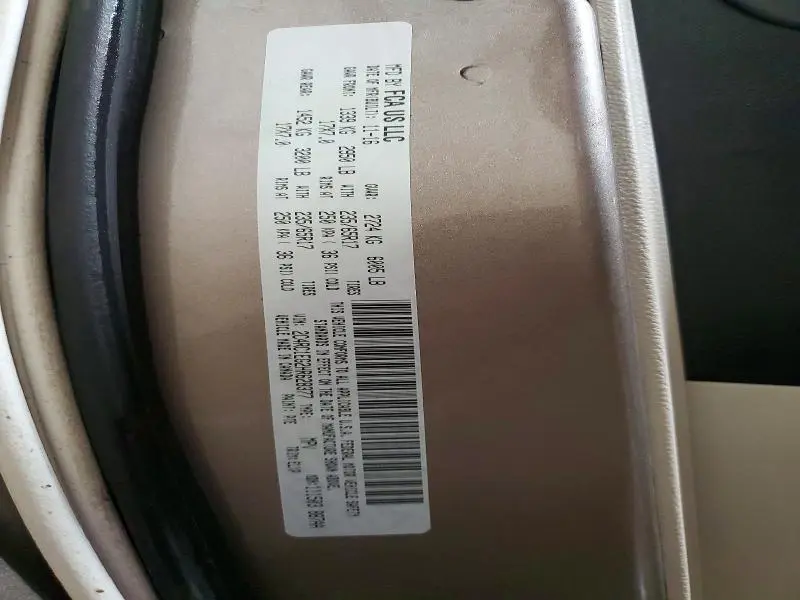 MFD BY FCA US LLC
DATE OF MFR(BUILT): 11-16 GVWR: 2724 KG 6005 LB
GAWR FRONT: 1339 KG 2950 LB WITH 235/65R17 TIRES
17X7.0 RIMS AT 250 KPA ( 36 PSI) COLD
GAWR REAR: 1452 KG 3200 LB WITH 235/65R17 TIRES
17X7.0 RIMS AT 250 KPA ( 36 PSI) COLD
THIS VEHICLE CONFORMS TO ALL APPLICABLE U.S.A. FEDERAL MOTOR VEHICLE SAFETY
STANDARDS IN EFFECT ON THE DATE OF MANUFACTURE SHOWN ABOVE.
VIN: TYPE: MPV
VEHICLE MADE IN CANADA PAINT: TRIM: